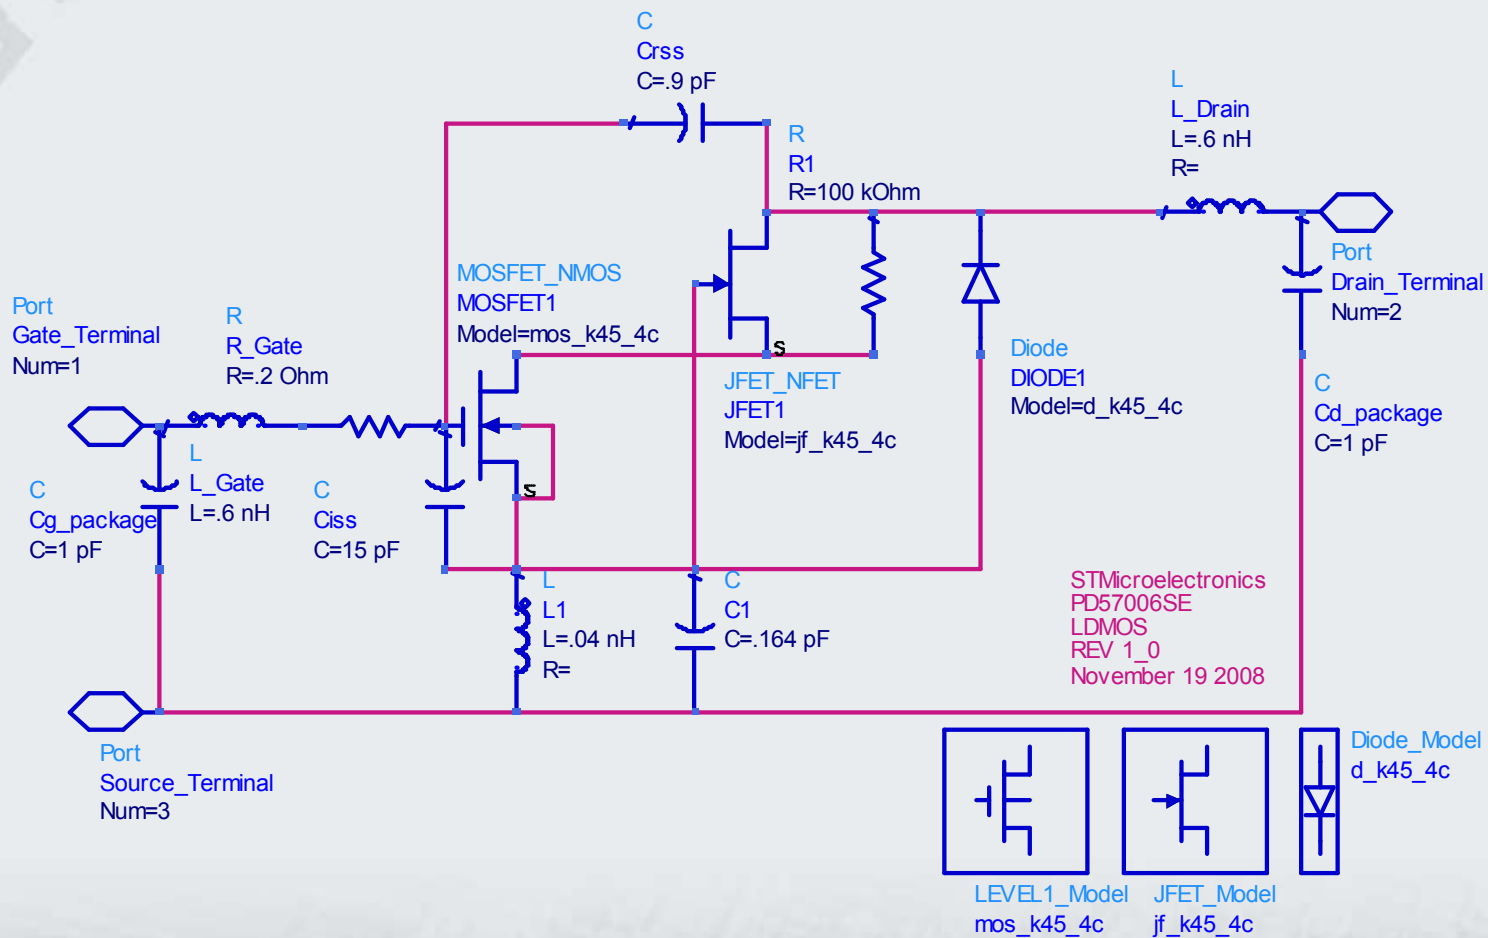 C
Crss
C=.9 pF
L
L_Drain
L=.6 nH
R=
R
R1
R=100 kOhm
MOSFET_NMOS
MOSFET1
Model=mos_k45_4c
Port
Gate_Terminal
Num=1
R
R_Gate
R=.2 Ohm
Port
Drain_Terminal
Num=2
S
Diode
DIODE1
Model=d_k45_4c
JFET_NFET
JFET1
Model=jf_k45_4c
C
Cd_package
C=1 pF
L
L_Gate
L=.6 nH
C
Cg_package
C=1 pF
C
Ciss
C=15 pF
S
L
L1
L=.04 nH
R=
C
C1
C=.164 pF
STMicroelectronics
PD57006SE
LDMOS
REV 1_0
November 19 2008
Port
Source_Terminal
Num=3
Diode_Model
d_k45_4c
LEVEL1_Model
mos_k45_4c
JFET_Model
jf_k45_4c